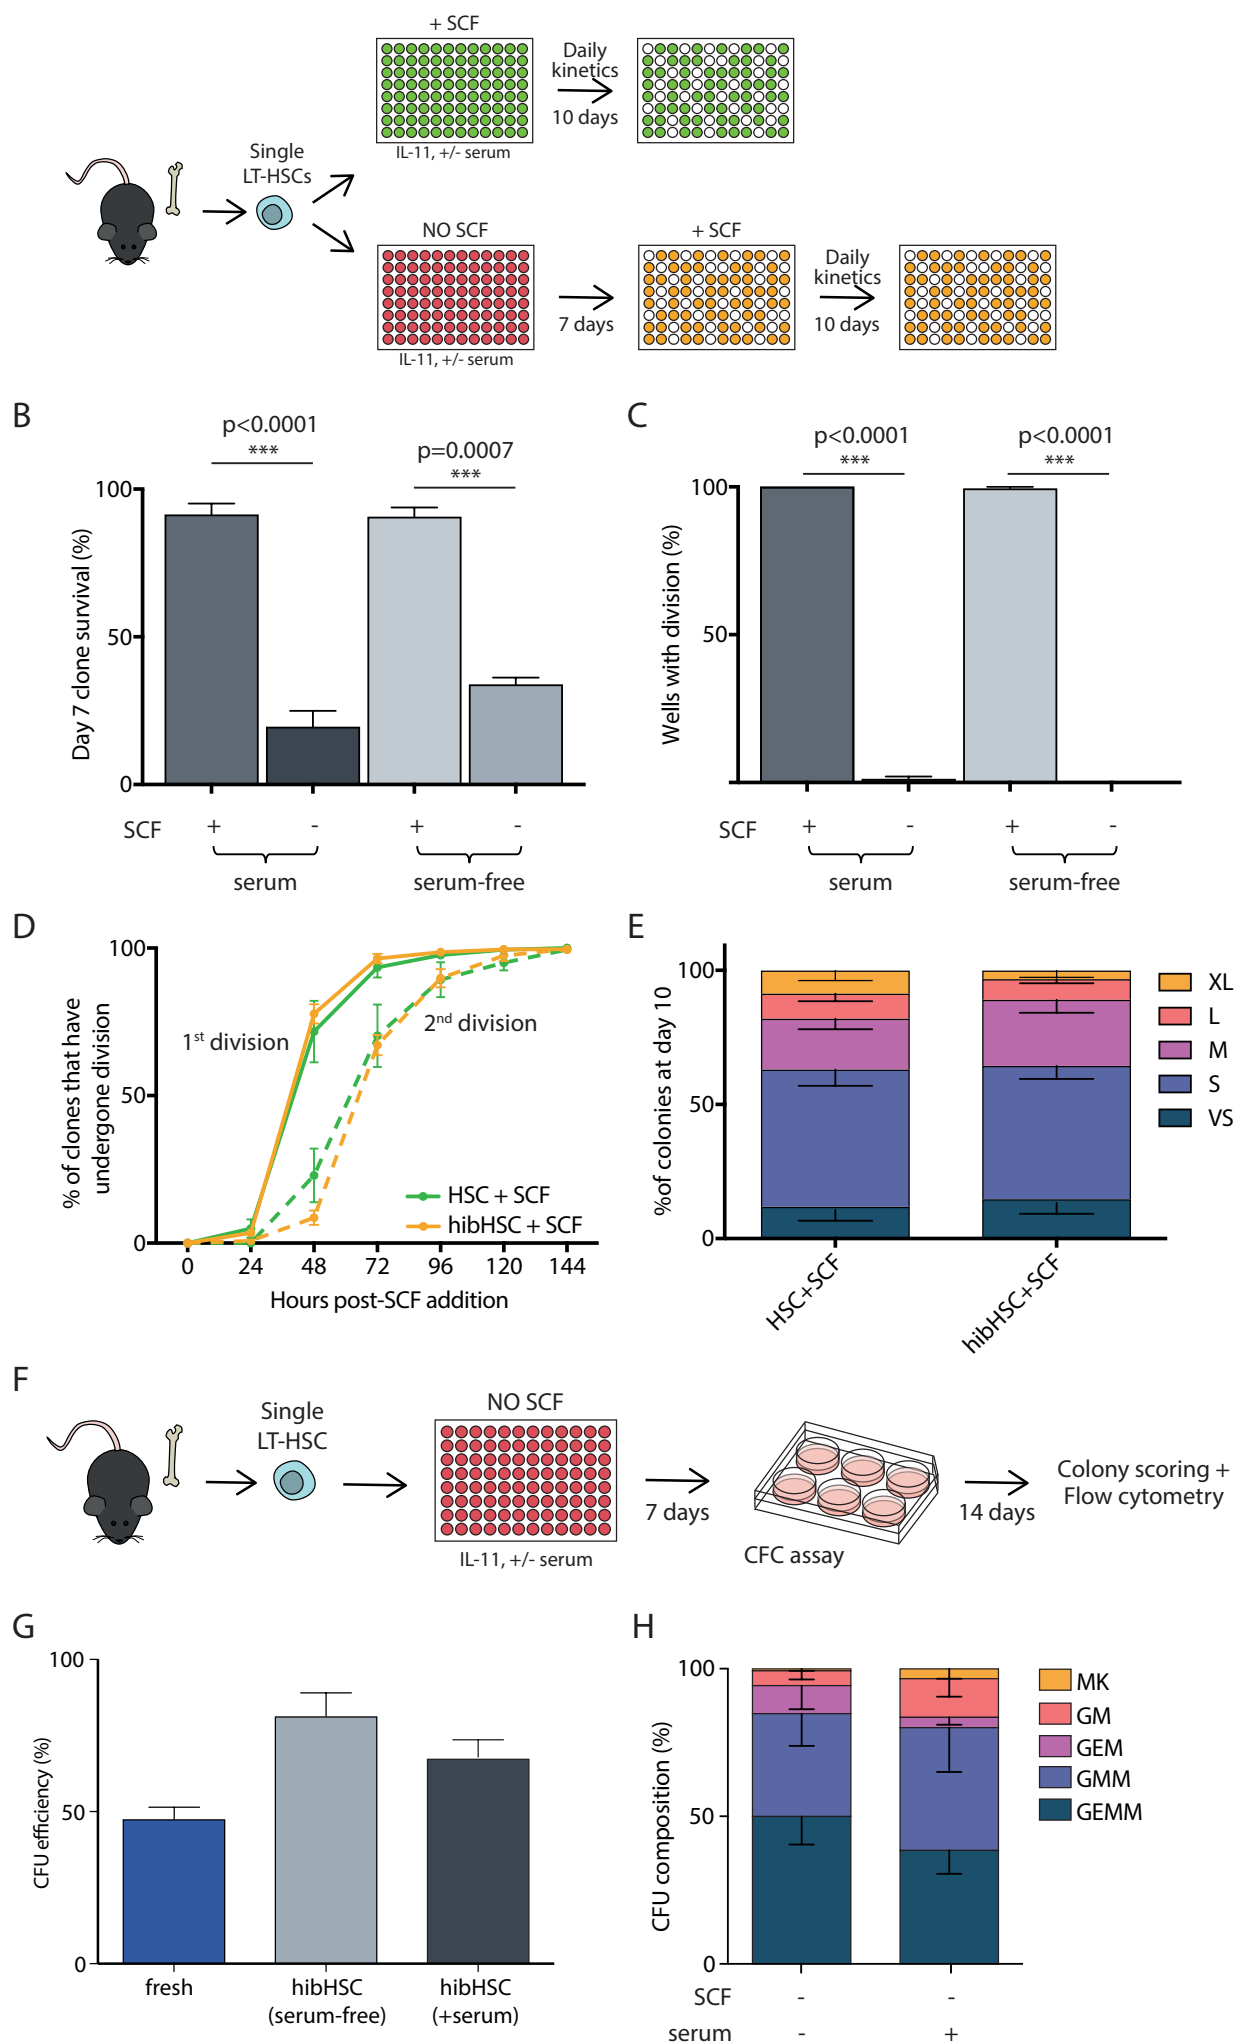 + SCF
Daily
kinetics
10 days
IL-11, +/- serum
Single
LT-HSCs
NO SCF
+ SCF
Daily
kinetics
7 days
10 days
IL-11, +/- serum
B
p<0.0001
***
p=0.0007
***
Day 7 clone survival (%)
100
50
0
SCF + - + -
serum serum-free
C
p<0.0001
***
p<0.0001
***
Wells with division (%)
100
50
SCF + - + -
serum serum-free
D
% of clones that have
undergone division
100
50
0
1st division
2nd division
HSC + SCF
hibHSC + SCF
0 24 48 72 96 120 144
Hours post-SCF addition
E
%of colonies at day 10
100
50
0
XL
L
M
S
VS
HSC+SCF
hibHSC+SCF
F
Single
LT-HSC
NO SCF
IL-11, +/- serum
7 days
CFC assay
14 days
Colony scoring +
Flow cytometry
G
CFU efficiency (%)
100
50
0
fresh
hibHSC
(serum-free)
hibHSC
(+serum)
H
CFU composition (%)
100
50
0
MK
GM
GEM
GMM
GEMM
SCF - -
serum - +